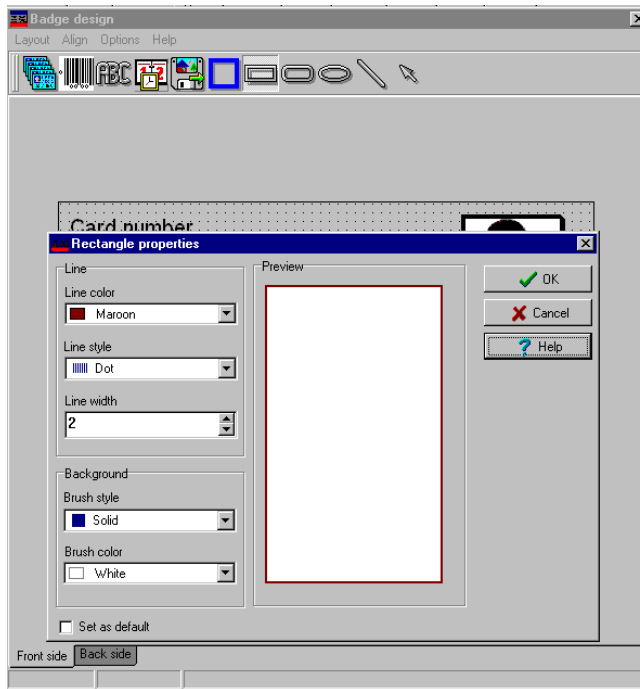 Badge design
Layout Align Options Help
ABC
12
Card number
Rectangle properties
Line
Line color
Maroon
Line style
Dot
Line width
2
Background
Brush style
Solid
Brush color
White
Set as default
Preview
OK
Cancel
? Help
Front side Back side